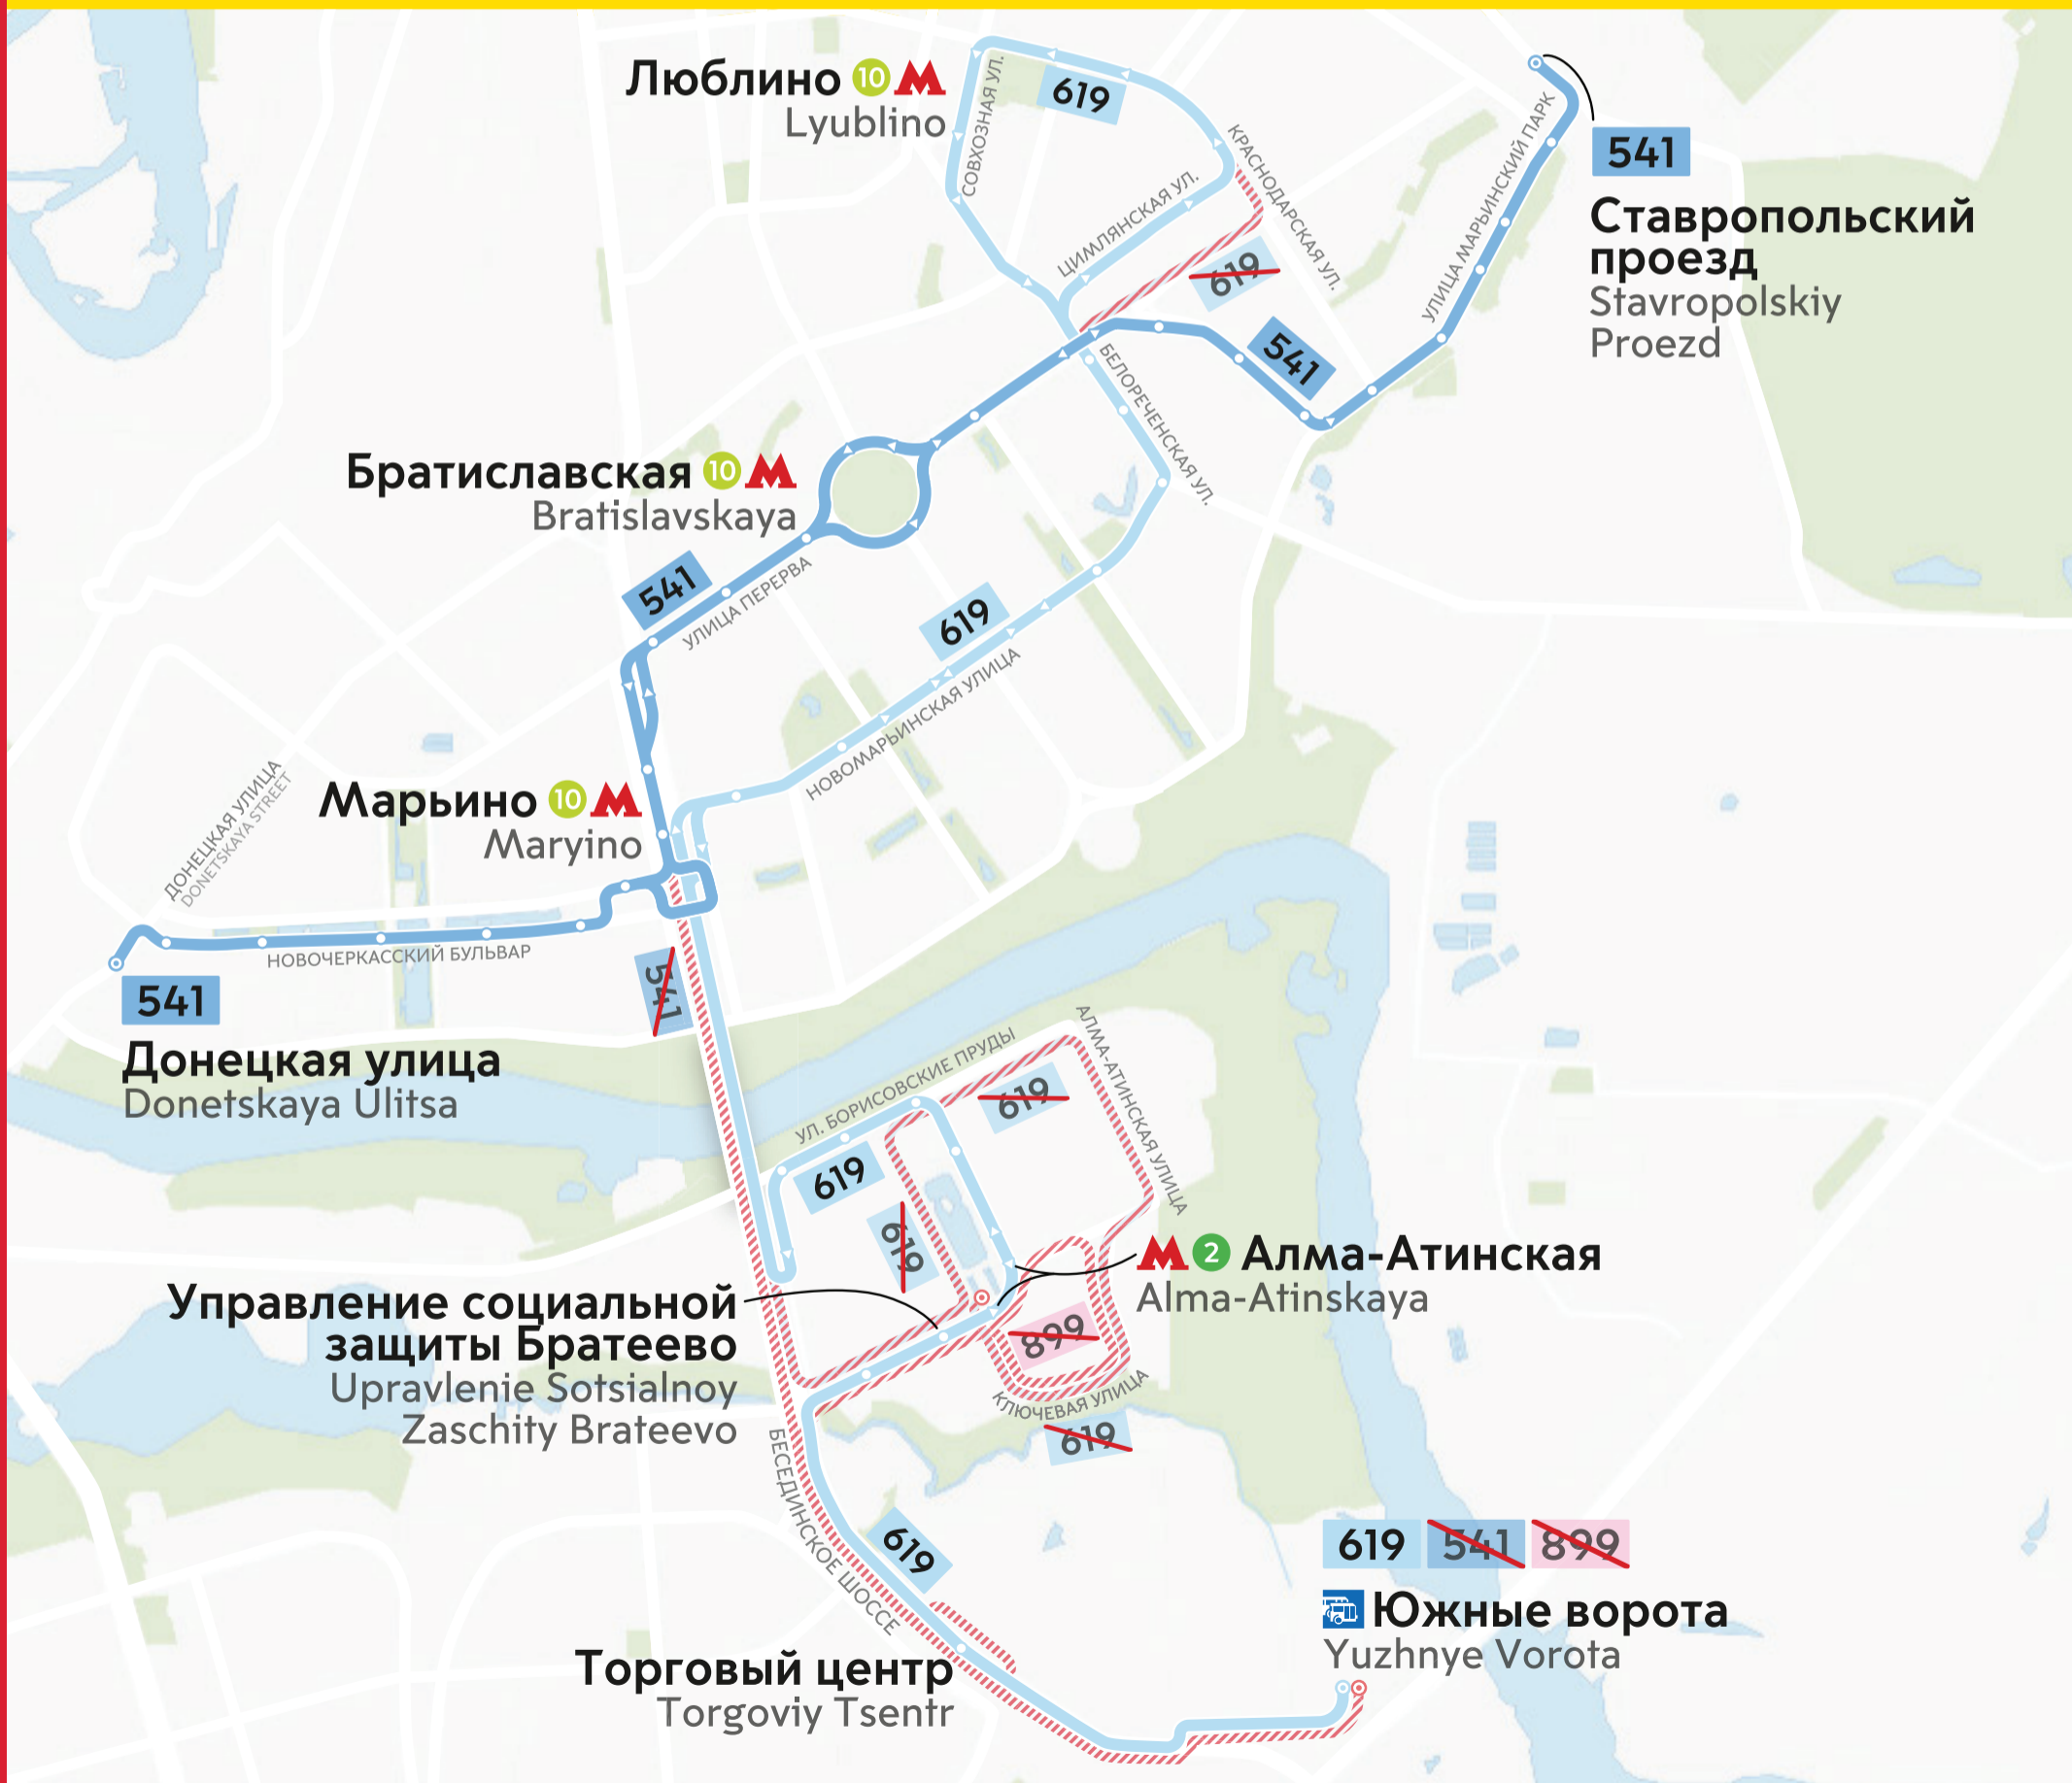 Люблино 10 М
Lyublino
СОВХОЗНАЯ УЛ.
619
КРАСНОДАРСКАЯ УЛ.
ЦИМЛЯНСКАЯ УЛ.
619
УЛИЦА МАРЬИНСКИЙ ПАРК
541
Ставропольский
проезд
Stavropolskiy
Proezd
541
БЕЛОРЕЧЕНСКАЯ УЛ.
Братиславская 10 М
Bratislavskaya
541
УЛИЦА ПЕРЕРВА
619
НОВОМАРЬИНСКАЯ УЛИЦА
Марьино 10 М
Maryino
ДОНЕЦКАЯ УЛИЦА
DONETSKAYA STREET
НОВОЧЕРКАССКИЙ БУЛЬВАР
541
Донецкая улица
Donetskaya Ulitsa
541
УЛ. БОРИСОВСКИЕ ПРУДЫ
АЛМА-АТИНСКАЯ УЛИЦА
619
619
619
М 2 Алма-Атинская
Alma-Atinskaya
Управление социальной
защиты Братеево
Upravlenie Sotsialnoy
Zaschity Brateevo
899
КЛЮЧЕВАЯ УЛИЦА
619
БЕСЕДИНСКОЕ ШОССЕ
619
619 541 899
Южные ворота
Yuzhnye Vorota
Торговый центр
Torgoviy Tsentr